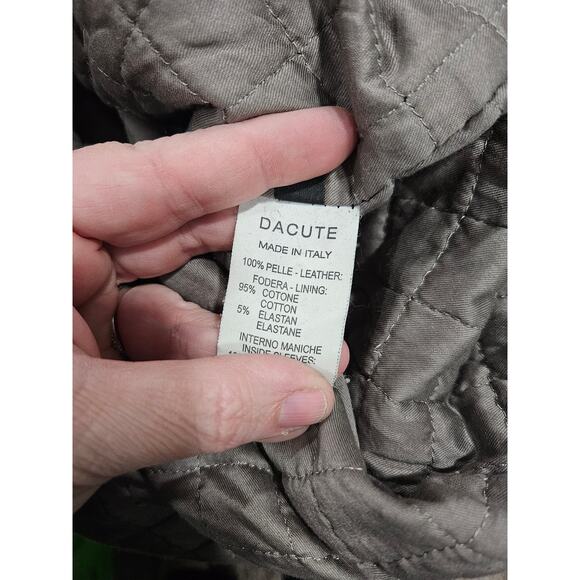 DACUTE
MADE IN ITALY
100% PELLE - LEATHER:
FODERA - LINING:
95% COTONE
COTTON
5% ELASTAN
ELASTANE
INTERNO MANICHE
INSIDE SLEEVES: